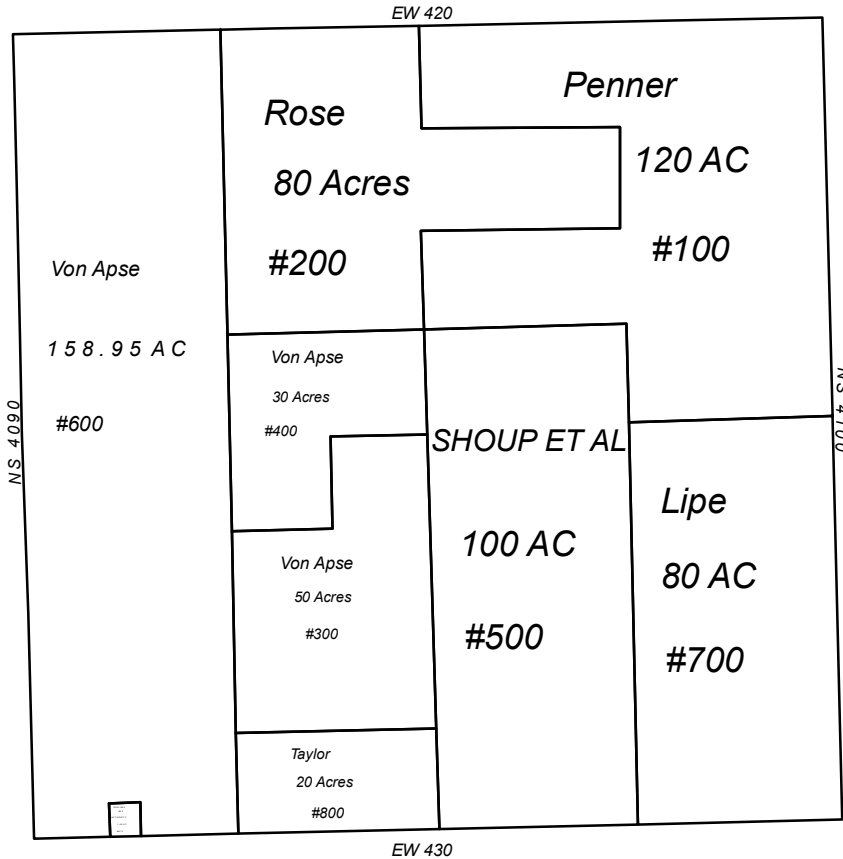 EW 420
Penner
120 AC
#100
Rose
80 Acres
#200
Von Apse
158.95 AC
#600
NS 4090
NS 4100
Von Apse
30 Acres
#400
SHOUP ET AL
100 AC
#500
Lipe
80 AC
#700
Von Apse
50 Acres
#300
Taylor
20 Acres
#800
EW 430